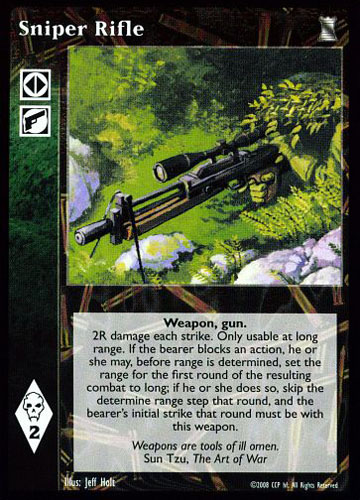 Sniper Rifle
Weapon, gun.
2R damage each strike. Only usable at long
range. If the bearer blocks an action, he or
she may, before range is determined, set the
range for the first round of the resulting
combat to long; if he or she does so, skip the
determine range step that round, and the
bearer's initial strike that round must be with
this weapon.
Weapons are tools of ill omen.
Sun Tzu, The Art of War
2
Illus: Jeff Holt
©2008 CCP hf. All Rights Reserved.